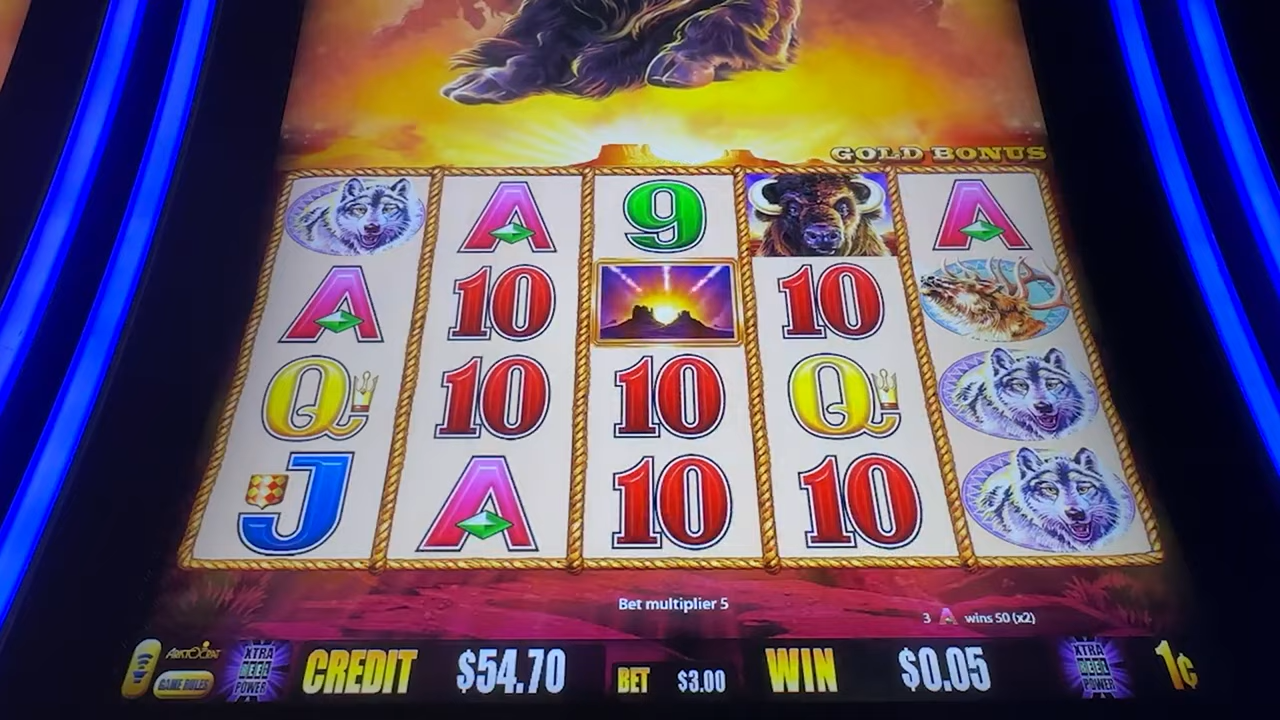 GOLD BONUS
A 9 A
A 10 10
Q 10 10 Q
J A 10 10
Bet multiplier 5
3 A wins 50 (x2)
ARISTOCRAT
GAME RULES
XTRA REEL POWER
CREDIT $54.70 BET $3.00 WIN $0.05
XTRA REEL POWER
1¢